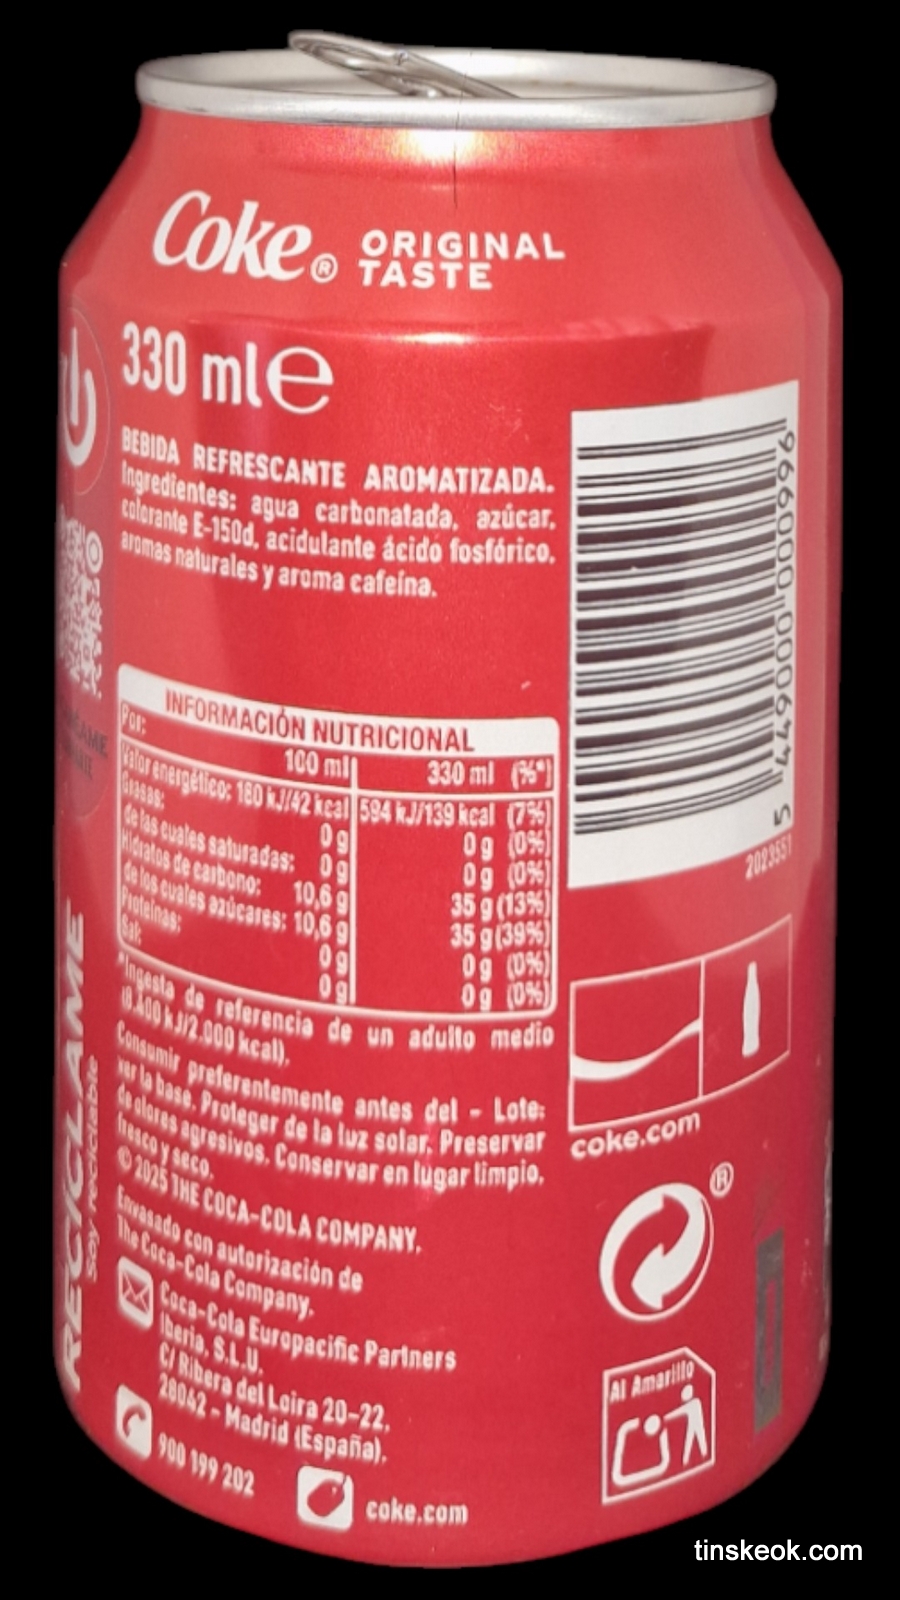 Coke® ORIGINAL
TASTE
330 ml e
BEBIDA REFRESCANTE AROMATIZADA.
Ingredientes: agua carbonatada, azúcar,
colorante E-150d, acidulante ácido fosfórico,
aromas naturales y aroma cafeína.
INFORMACIÓN NUTRICIONAL
Por: 100 ml 330 ml (%*)
Valor energético: 180 kJ/42 kcal 594 kJ/139 kcal (7%)
Grasas: 0 g 0 g (0%)
de las cuales saturadas: 0 g 0 g (0%)
Hidratos de carbono: 10,6 g 35 g (13%)
de los cuales azúcares: 10,6 g 35 g (39%)
Proteínas: 0 g 0 g (0%)
Sal: 0 g 0 g (0%)
*Ingesta de referencia de un adulto medio
(8.400 kJ/2.000 kcal).
Consumir preferentemente antes del - Lote:
ver la base. Proteger de la luz solar. Preservar
de olores agresivos. Conservar en lugar limpio,
fresco y seco.
© 2025 THE COCA-COLA COMPANY.
Envasado con autorización de
The Coca-Cola Company.
Coca-Cola Europacific Partners
Iberia, S.L.U.
C/ Ribera del Loira 20-22.
28042 - Madrid (España).
900 199 202
coke.com
RECICLAME
Soy reciclable
5 449000 000996
2023551
coke.com
®
Al Amarillo
tinskeok.com